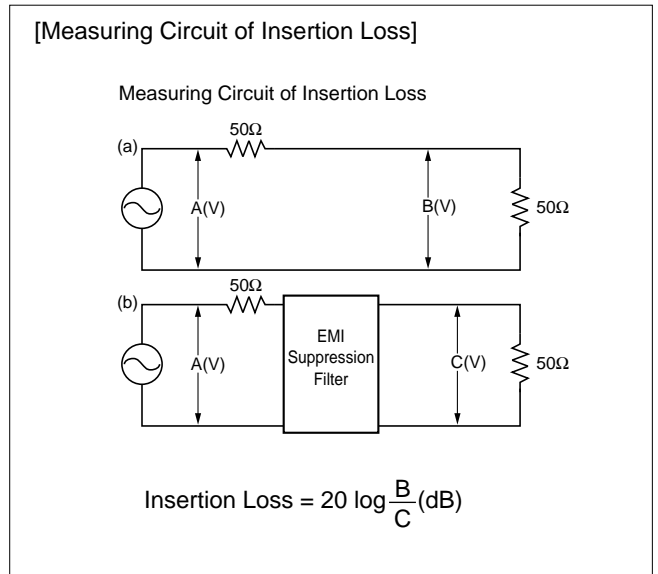 [Measuring Circuit of Insertion Loss]
Measuring Circuit of Insertion Loss
(a)
50Ω
A(V)
B(V)
50Ω
(b)
50Ω
A(V)
EMI
Suppression
Filter
C(V)
50Ω
Insertion Loss = 20 log B/C (dB)